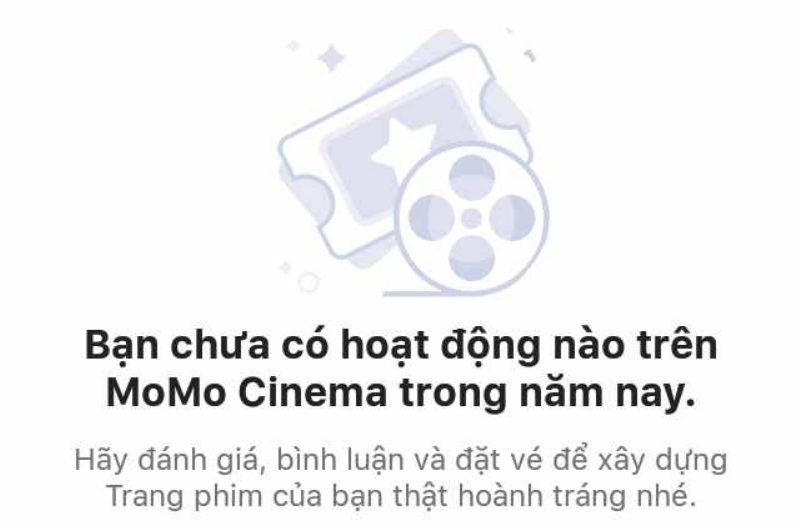 Bạn chưa có hoạt động nào trên
MoMo Cinema trong năm nay.
Hãy đánh giá, bình luận và đặt vé để xây dựng
Trang phim của bạn thật hoành tráng nhé.